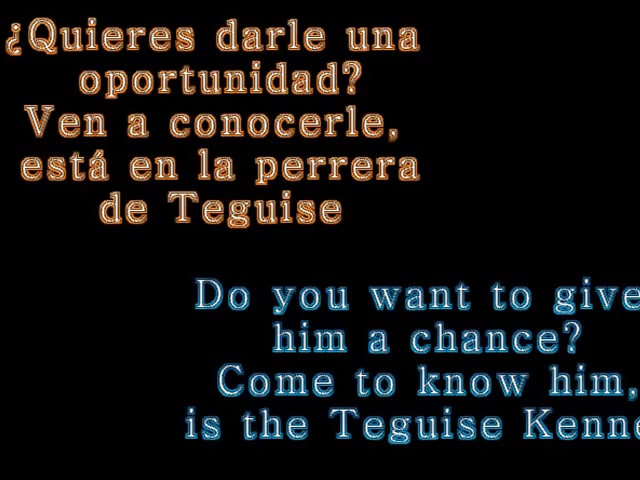 ¿Quieres darle una
oportunidad?
Ven a conocerle,
está en la perrera
de Teguise
Do you want to give
him a chance?
Come to know him,
is the Teguise Kenne